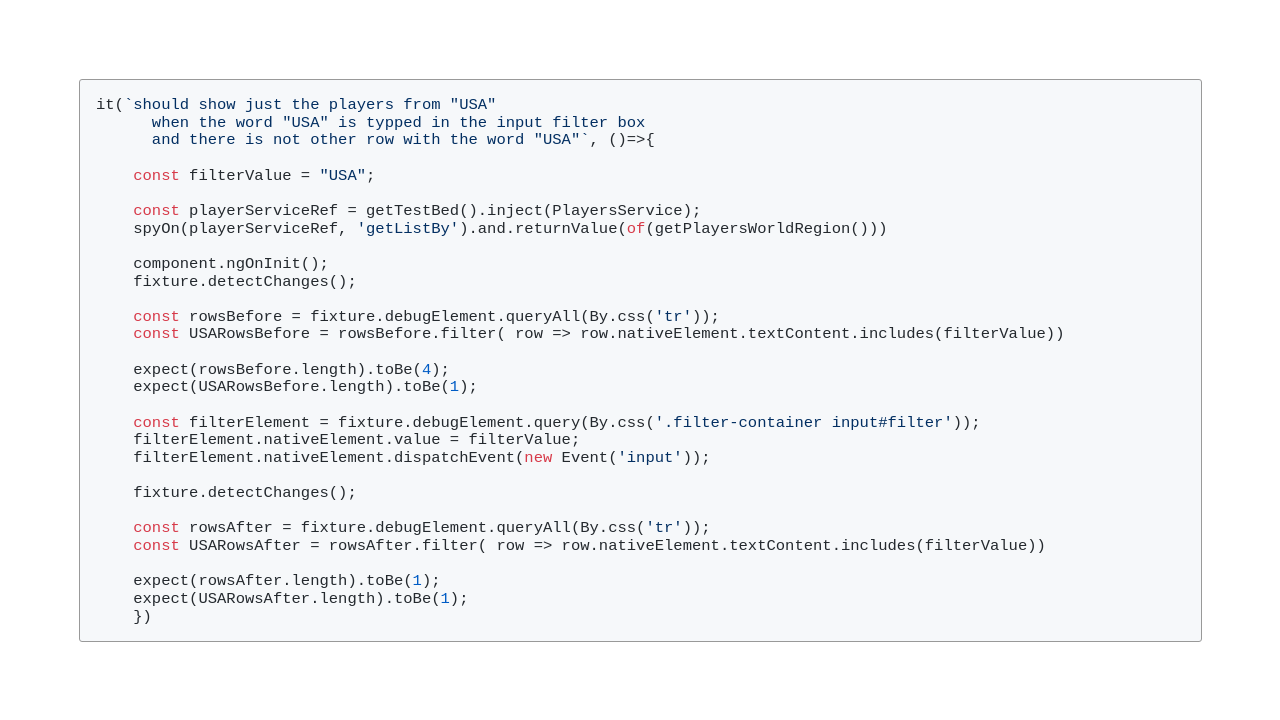 it(`should show just the players from "USA"
      when the word "USA" is typped in the input filter box
      and there is not other row with the word "USA"`, ()=>{
    const filterValue = "USA";
    const playerServiceRef = getTestBed().inject(PlayersService);
    spyOn(playerServiceRef, 'getListBy').and.returnValue(of(getPlayersWorldRegion()))
    component.ngOnInit();
    fixture.detectChanges();
    const rowsBefore = fixture.debugElement.queryAll(By.css('tr'));
    const USARowsBefore = rowsBefore.filter( row => row.nativeElement.textContent.includes(filterValue))
    expect(rowsBefore.length).toBe(4);
    expect(USARowsBefore.length).toBe(1);
    const filterElement = fixture.debugElement.query(By.css('.filter-container input#filter'));
    filterElement.nativeElement.value = filterValue;
    filterElement.nativeElement.dispatchEvent(new Event('input'));
    fixture.detectChanges();
    const rowsAfter = fixture.debugElement.queryAll(By.css('tr'));
    const USARowsAfter = rowsAfter.filter( row => row.nativeElement.textContent.includes(filterValue))
    expect(rowsAfter.length).toBe(1);
    expect(USARowsAfter.length).toBe(1);
    })